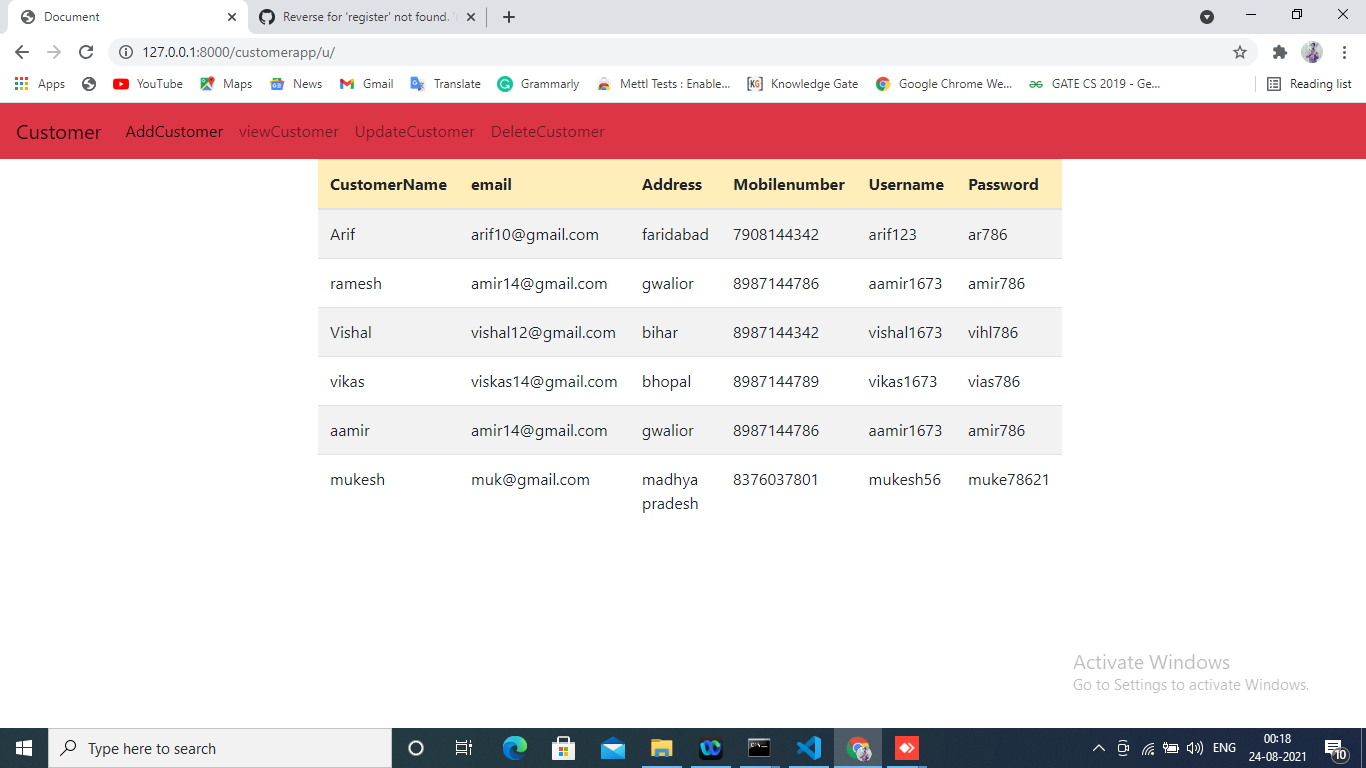 Document
Reverse for 'register' not found. '
127.0.0.1:8000/customerapp/u/
Apps YouTube Maps News Gmail Translate Grammarly Mettl Tests : Enable... Knowledge Gate Google Chrome We... GATE CS 2019 - Ge... Reading list
Customer AddCustomer viewCustomer UpdateCustomer DeleteCustomer
CustomerName email Address Mobilenumber Username Password
Arif arif10@gmail.com faridabad 7908144342 arif123 ar786
ramesh amir14@gmail.com gwalior 8987144786 aamir1673 amir786
Vishal vishal12@gmail.com bihar 8987144342 vishal1673 vihl786
vikas viskas14@gmail.com bhopal 8987144789 vikas1673 vias786
aamir amir14@gmail.com gwalior 8987144786 aamir1673 amir786
mukesh muk@gmail.com madhya 8376037801 mukesh56 muke78621
pradesh
Activate Windows
Go to Settings to activate Windows.
Type here to search
ENG
00:18
24-08-2021
10